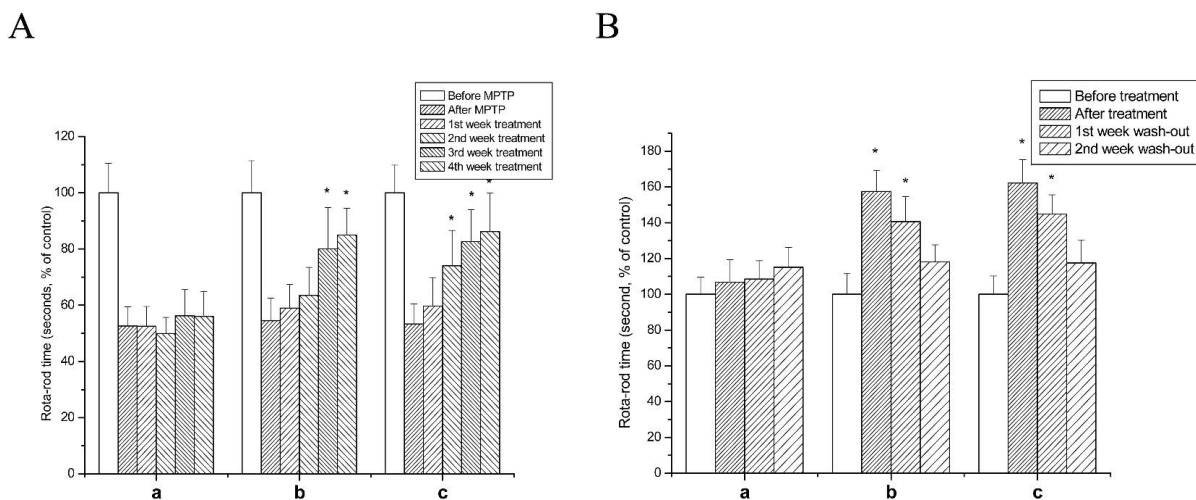 A
Before MPTP
After MPTP
1st week treatment
2nd week treatment
3rd week treatment
4th week treatment
Rota-rod time (seconds, % of control)
120
100
80
60
40
20
0
* *
* * *
a b c
B
Before treatment
After treatment
1st week wash-out
2nd week wash-out
Rota-rod time (second, % of control)
180
160
140
120
100
80
60
40
20
0
* *
* *
a b c